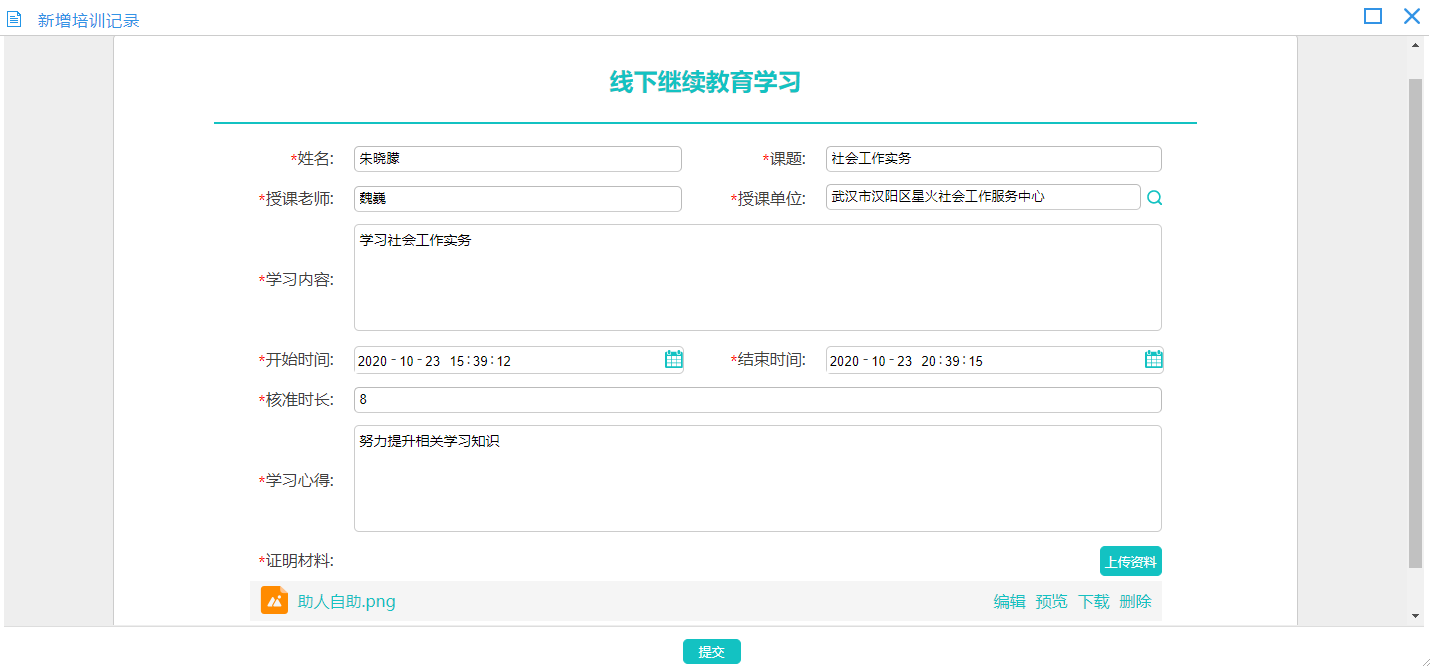 新增培训记录
线下继续教育学习
*姓名: 朱晓朦 *课题: 社会工作实务
*授课老师: 魏巍 *授课单位: 武汉市汉阳区星火社会工作服务中心
*学习内容: 学习社会工作实务
*开始时间: 2020-10-23 15:39:12 *结束时间: 2020-10-23 20:39:15
*核准时长: 8
*学习心得: 努力提升相关学习知识
*证明材料: 上传资料
助人自助.png 编辑 预览 下载 删除
提交